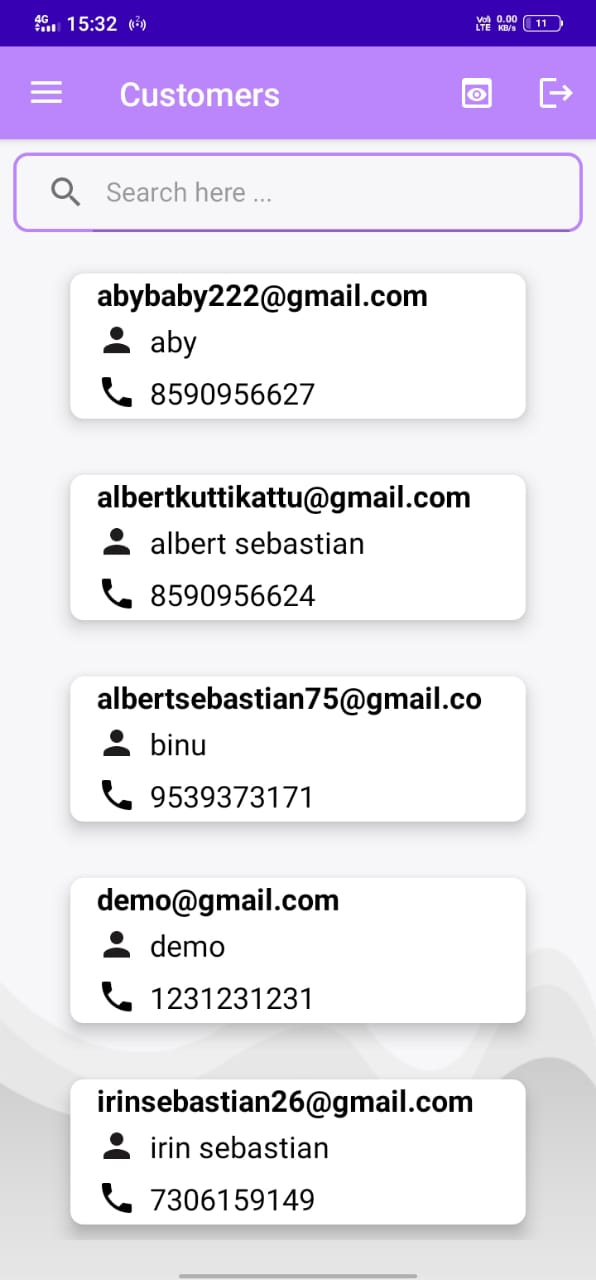 4G 15:32 Vo) LTE 0.00 KB/s 11
Customers
Search here ...
abybaby222@gmail.com
aby
8590956627
albertkuttikattu@gmail.com
albert sebastian
8590956624
albertsebastian75@gmail.co
binu
9539373171
demo@gmail.com
demo
1231231231
irinsebastian26@gmail.com
irin sebastian
7306159149